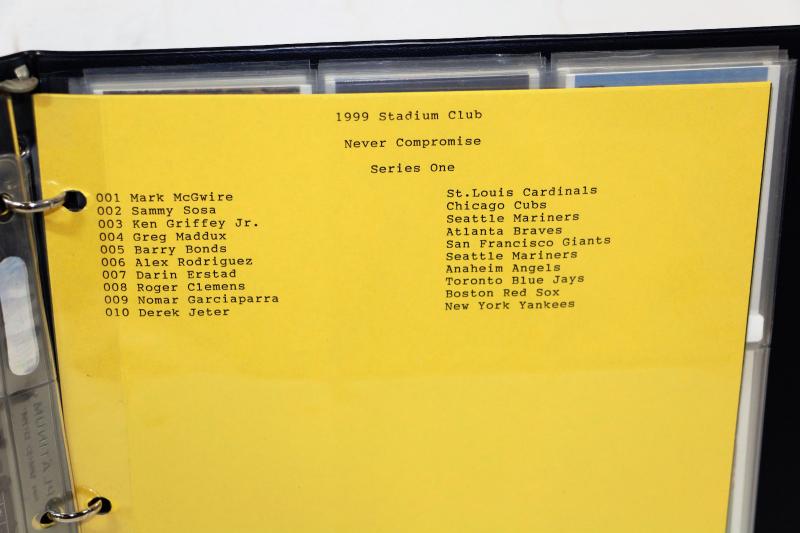 1999 Stadium Club
Never Compromise
Series One
001 Mark McGwire St.Louis Cardinals
002 Sammy Sosa Chicago Cubs
003 Ken Griffey Jr. Seattle Mariners
004 Greg Maddux Atlanta Braves
005 Barry Bonds San Francisco Giants
006 Alex Rodriguez Seattle Mariners
007 Darin Erstad Anaheim Angels
008 Roger Clemens Toronto Blue Jays
009 Nomar Garciaparra Boston Red Sox
010 Derek Jeter New York Yankees